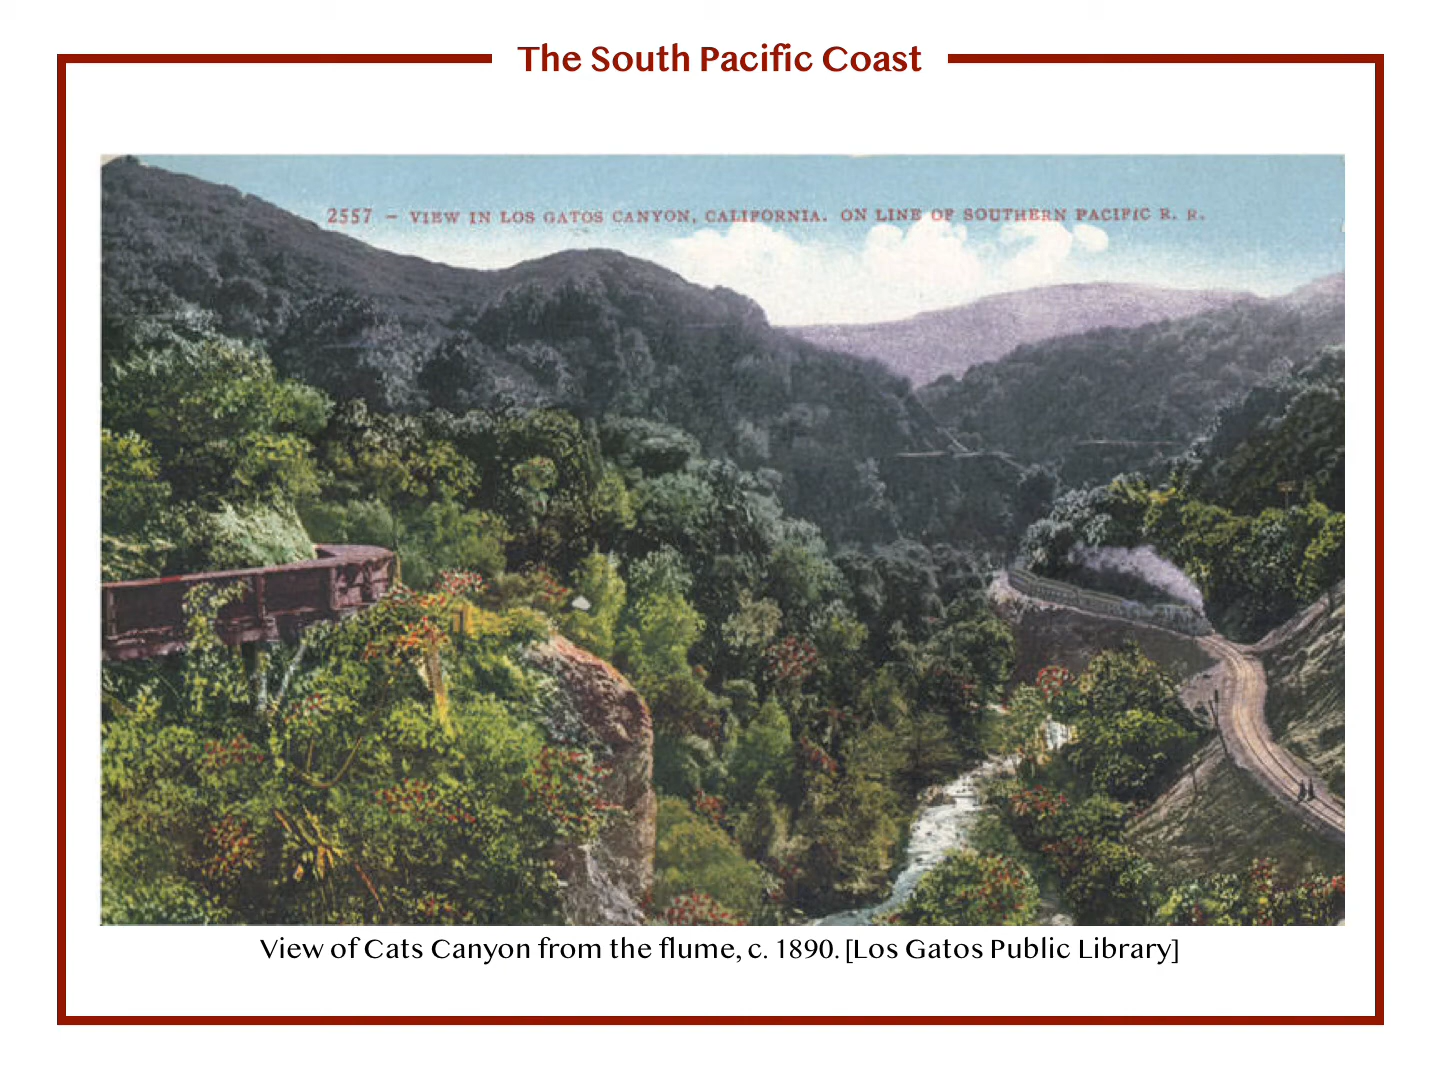 The South Pacific Coast
2557 – VIEW IN LOS GATOS CANYON, CALIFORNIA. ON LINE OF SOUTHERN PACIFIC R. R.
View of Cats Canyon from the flume, c. 1890. [Los Gatos Public Library]